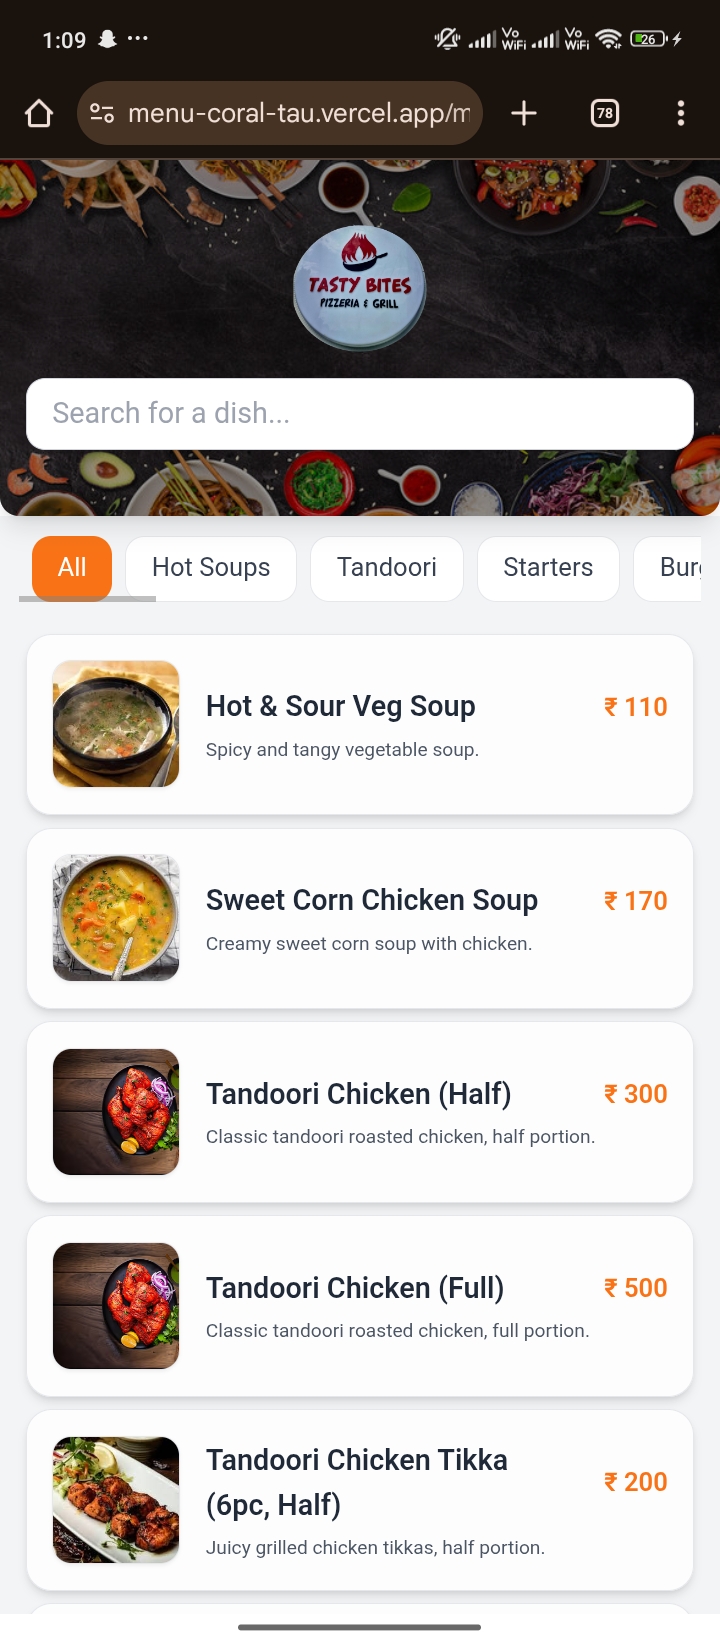 1:09
Vo WiFi
Vo WiFi
26
menu-coral-tau.vercel.app/m
78
TASTY BITES
PIZZERIA & GRILL
Search for a dish...
All
Hot Soups
Tandoori
Starters
Burg
Hot & Sour Veg Soup
₹ 110
Spicy and tangy vegetable soup.
Sweet Corn Chicken Soup
₹ 170
Creamy sweet corn soup with chicken.
Tandoori Chicken (Half)
₹ 300
Classic tandoori roasted chicken, half portion.
Tandoori Chicken (Full)
₹ 500
Classic tandoori roasted chicken, full portion.
Tandoori Chicken Tikka
(6pc, Half)
₹ 200
Juicy grilled chicken tikkas, half portion.